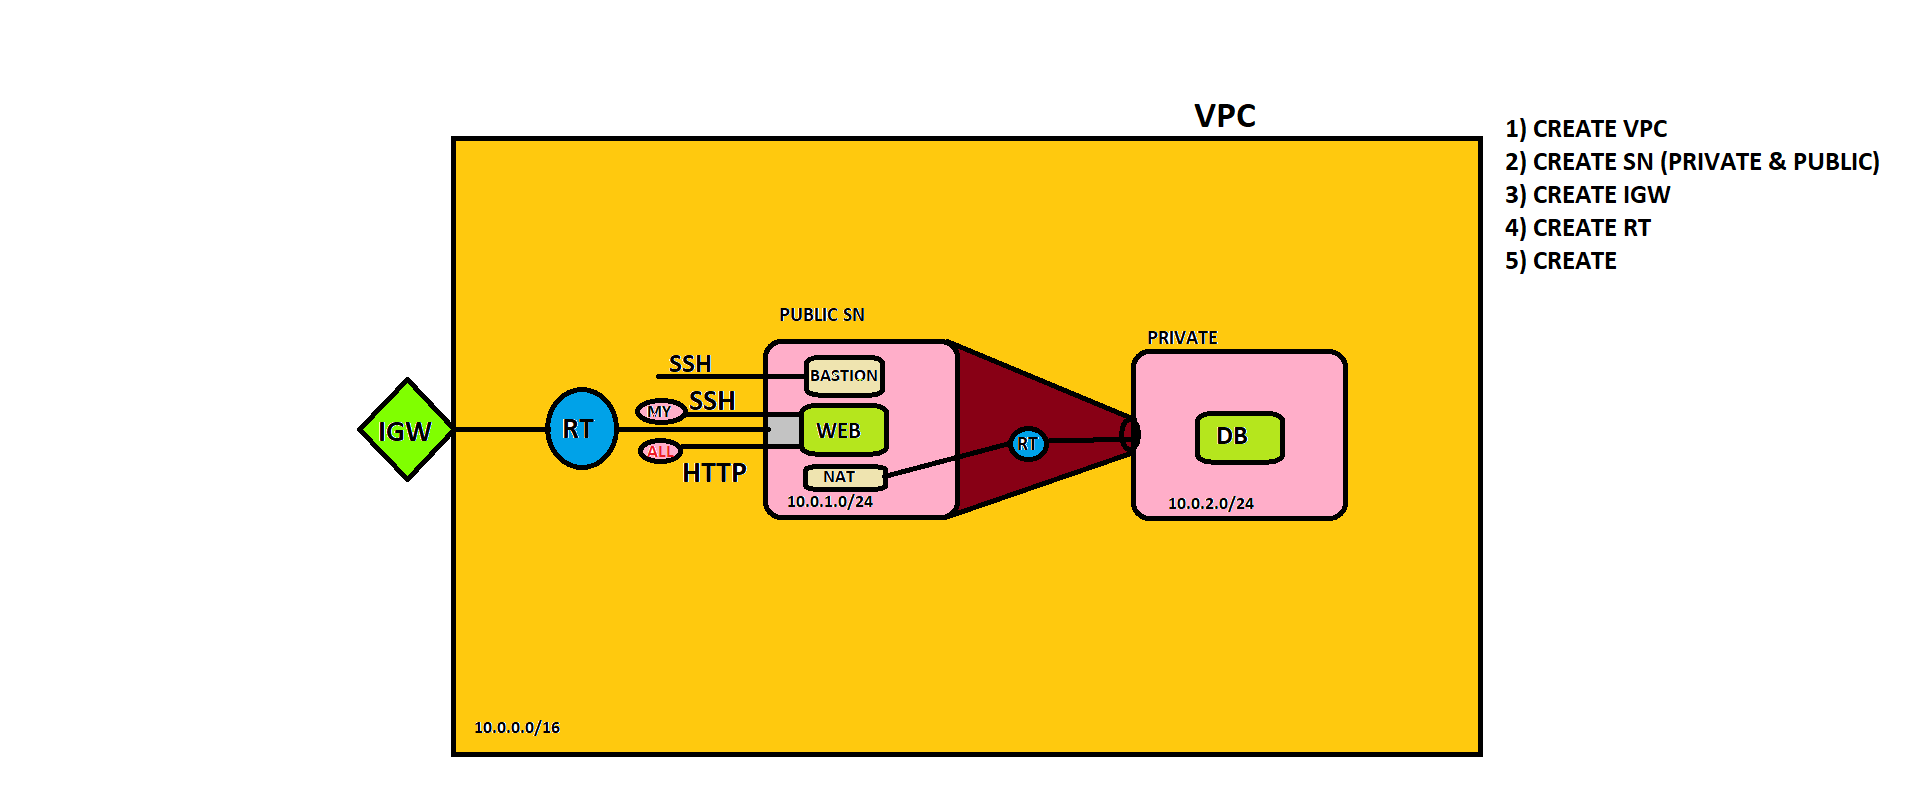 VPC
1) CREATE VPC
2) CREATE SN (PRIVATE & PUBLIC)
3) CREATE IGW
4) CREATE RT
5) CREATE
PUBLIC SN
PRIVATE
SSH
BASTION
MY
SSH
IGW
RT
WEB
RT
DB
ALL
HTTP
NAT
10.0.1.0/24
10.0.2.0/24
10.0.0.0/16